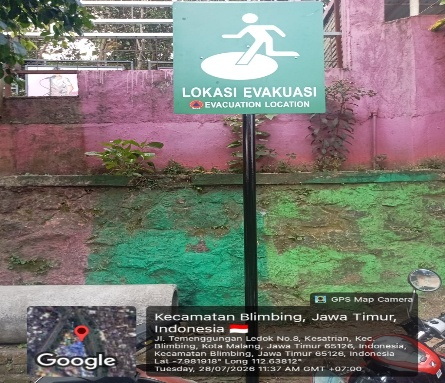 LOKASI EVAKUASI
EVACUATION LOCATION
GPS Map Camera
Kecamatan Blimbing, Jawa Timur,
Indonesia
Jl. Temenggungan Ledok No.8, Kesatrian, Kec.
Blimbing, Kota Malang, Jawa Timur 65126, Indonesia,
Kecamatan Blimbing, Jawa Timur 65126, Indonesia
Lat -7.981918° Long 112.63812°
Tuesday, 28/07/2026 11:37 AM GMT +07:00
Google